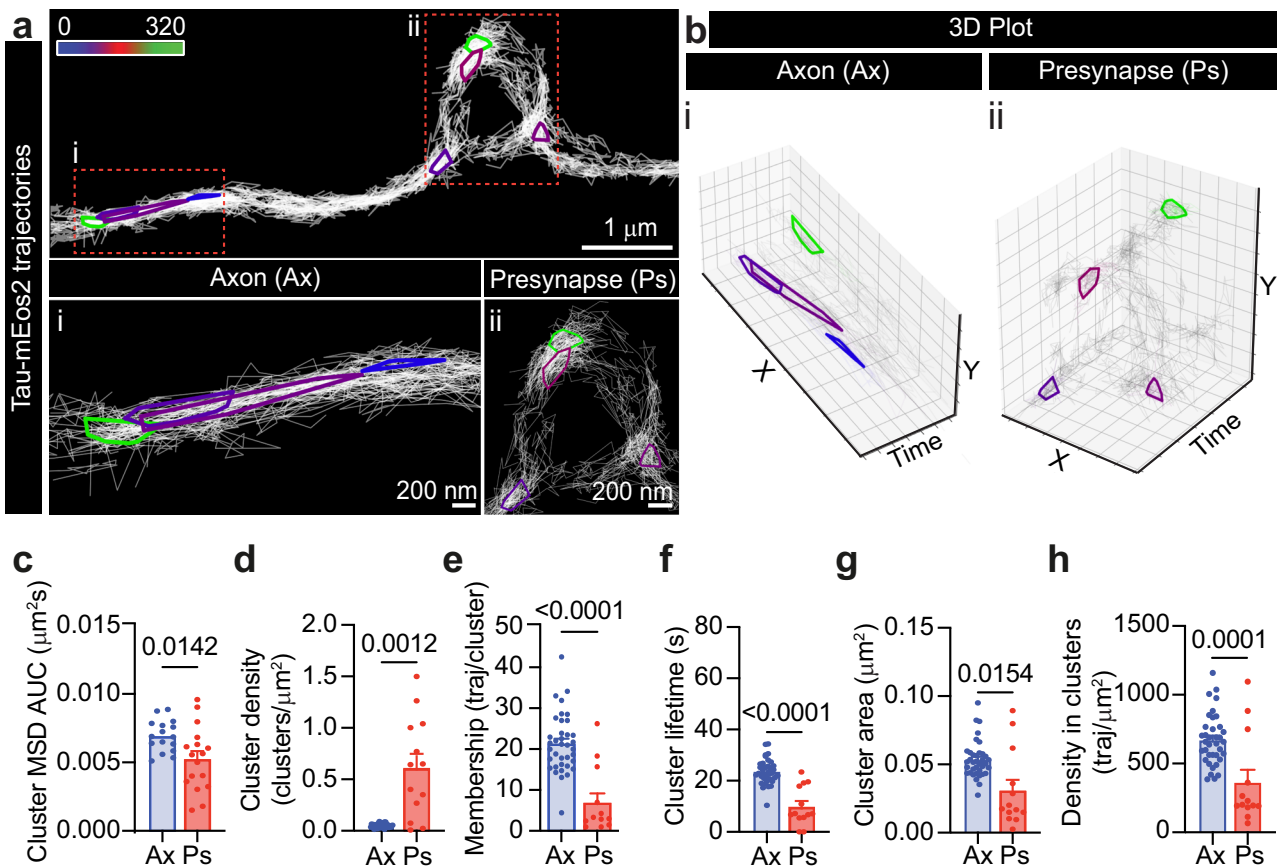 a
0 320
Tau-mEos2 trajectories
i
ii
1 μm
Axon (Ax)
Presynapse (Ps)
i
200 nm
ii
200 nm
b
3D Plot
Axon (Ax)
Presynapse (Ps)
i
X
Time
Y
ii
X
Time
Y
c
Cluster MSD AUC (μm²s)
0.015
0.010
0.005
0.000
0.0142
Ax Ps
d
Cluster density
(clusters/μm²)
2.0
1.5
1.0
0.5
0.0
0.0012
Ax Ps
e
Membership (traj/cluster)
50
40
30
20
10
0
<0.0001
Ax Ps
f
Cluster lifetime (s)
80
60
40
20
0
<0.0001
Ax Ps
g
Cluster area (μm²)
0.15
0.10
0.05
0.00
0.0154
Ax Ps
h
Density in clusters
(traj/μm²)
1500
1000
500
0
0.0001
Ax Ps